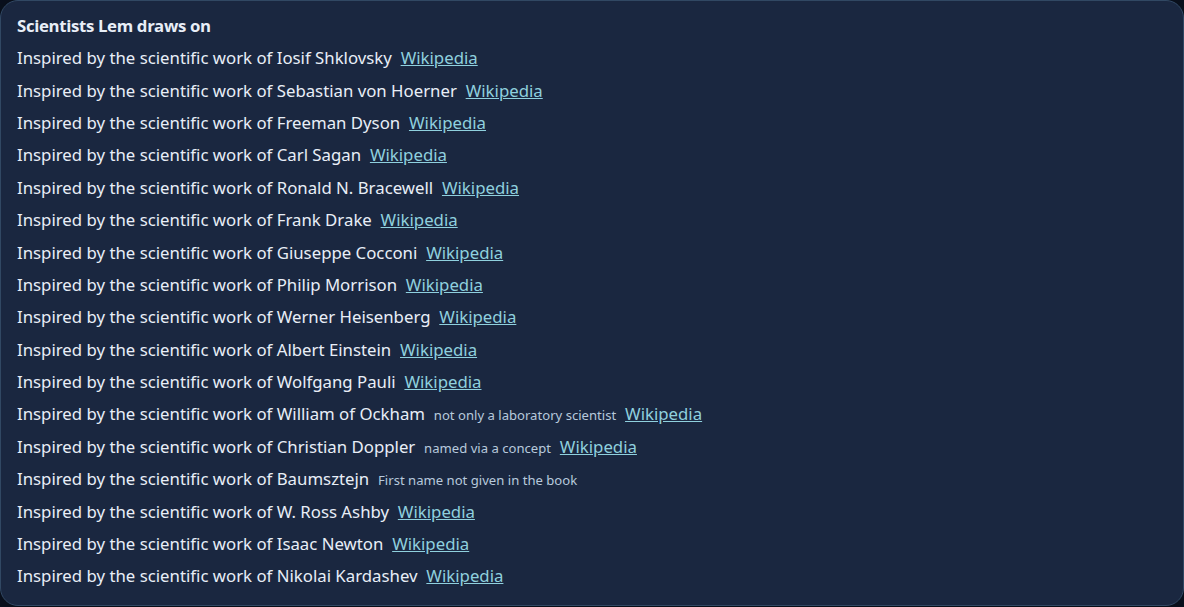 Scientists Lem draws on
Inspired by the scientific work of Iosif Shklovsky Wikipedia
Inspired by the scientific work of Sebastian von Hoerner Wikipedia
Inspired by the scientific work of Freeman Dyson Wikipedia
Inspired by the scientific work of Carl Sagan Wikipedia
Inspired by the scientific work of Ronald N. Bracewell Wikipedia
Inspired by the scientific work of Frank Drake Wikipedia
Inspired by the scientific work of Giuseppe Cocconi Wikipedia
Inspired by the scientific work of Philip Morrison Wikipedia
Inspired by the scientific work of Werner Heisenberg Wikipedia
Inspired by the scientific work of Albert Einstein Wikipedia
Inspired by the scientific work of Wolfgang Pauli Wikipedia
Inspired by the scientific work of William of Ockham not only a laboratory scientist Wikipedia
Inspired by the scientific work of Christian Doppler named via a concept Wikipedia
Inspired by the scientific work of Baumsztejn First name not given in the book
Inspired by the scientific work of W. Ross Ashby Wikipedia
Inspired by the scientific work of Isaac Newton Wikipedia
Inspired by the scientific work of Nikolai Kardashev Wikipedia